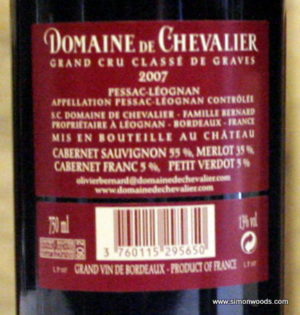 DOMAINE DE CHEVALIER
GRAND CRU CLASSÉ DE GRAVES
2007
PESSAC-LÉOGNAN
APPELLATION PESSAC-LÉOGNAN CONTRÔLÉE
S.C. DOMAINE DE CHEVALIER - FAMILLE BERNARD
PROPRIÉTAIRE À LÉOGNAN - BORDEAUX - FRANCE
MIS EN BOUTEILLE AU CHÂTEAU
CABERNET SAUVIGNON 55 %, MERLOT 35 %,
CABERNET FRANC 5 %, PETIT VERDOT 5 %
olivierbernard@domainedechevalier.com
www.domainedechevalier.com
750 ml
13% vol
3 760115 295650
GRAND VIN DE BORDEAUX - PRODUCT OF FRANCE
© www.simonwoods.com